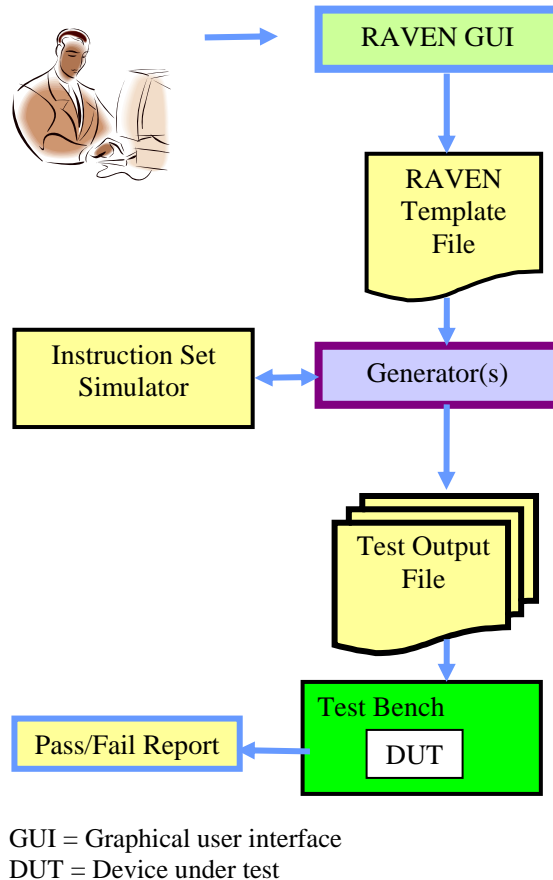 RAVEN GUI
RAVEN
Template
File
Instruction Set
Simulator
Generator(s)
Test Output
File
Test Bench
DUT
Pass/Fail Report
GUI = Graphical user interface
DUT = Device under test